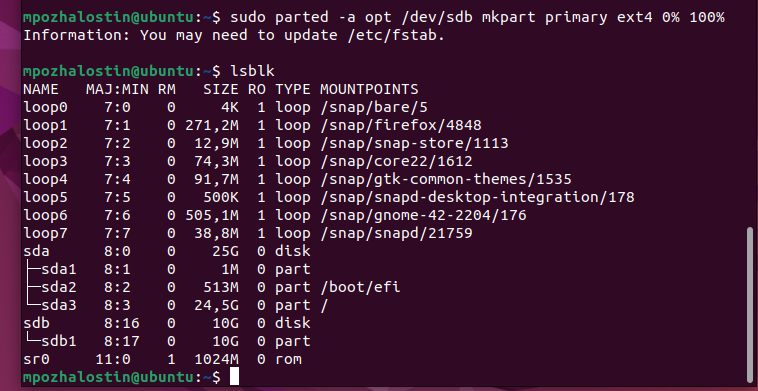 mpozhalostin@ubuntu:~$ sudo parted -a opt /dev/sdb mkpart primary ext4 0% 100%
Information: You may need to update /etc/fstab.

mpozhalostin@ubuntu:~$ lsblk
NAME   MAJ:MIN RM   SIZE RO TYPE MOUNTPOINTS
loop0    7:0    0     4K  1 loop /snap/bare/5
loop1    7:1    0 271,2M  1 loop /snap/firefox/4848
loop2    7:2    0  12,9M  1 loop /snap/snap-store/1113
loop3    7:3    0  74,3M  1 loop /snap/core22/1612
loop4    7:4    0  91,7M  1 loop /snap/gtk-common-themes/1535
loop5    7:5    0   500K  1 loop /snap/snapd-desktop-integration/178
loop6    7:6    0 505,1M  1 loop /snap/gnome-42-2204/176
loop7    7:7    0  38,8M  1 loop /snap/snapd/21759
sda      8:0    0    25G  0 disk
├─sda1   8:1    0     1M  0 part
├─sda2   8:2    0   513M  0 part /boot/efi
└─sda3   8:3    0  24,5G  0 part /
sdb      8:16   0    10G  0 disk
└─sdb1   8:17   0    10G  0 part
sr0     11:0    1  1024M  0 rom
mpozhalostin@ubuntu:~$